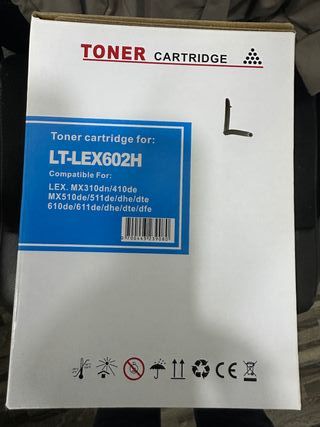 TONER CARTRIDGE
Toner cartridge for:
LT-LEX602H
Compatible For:
LEX. MX310dn/410de
MX510de/511de/dhe/dte
610de/611de/dhe/dte/dfe
CE